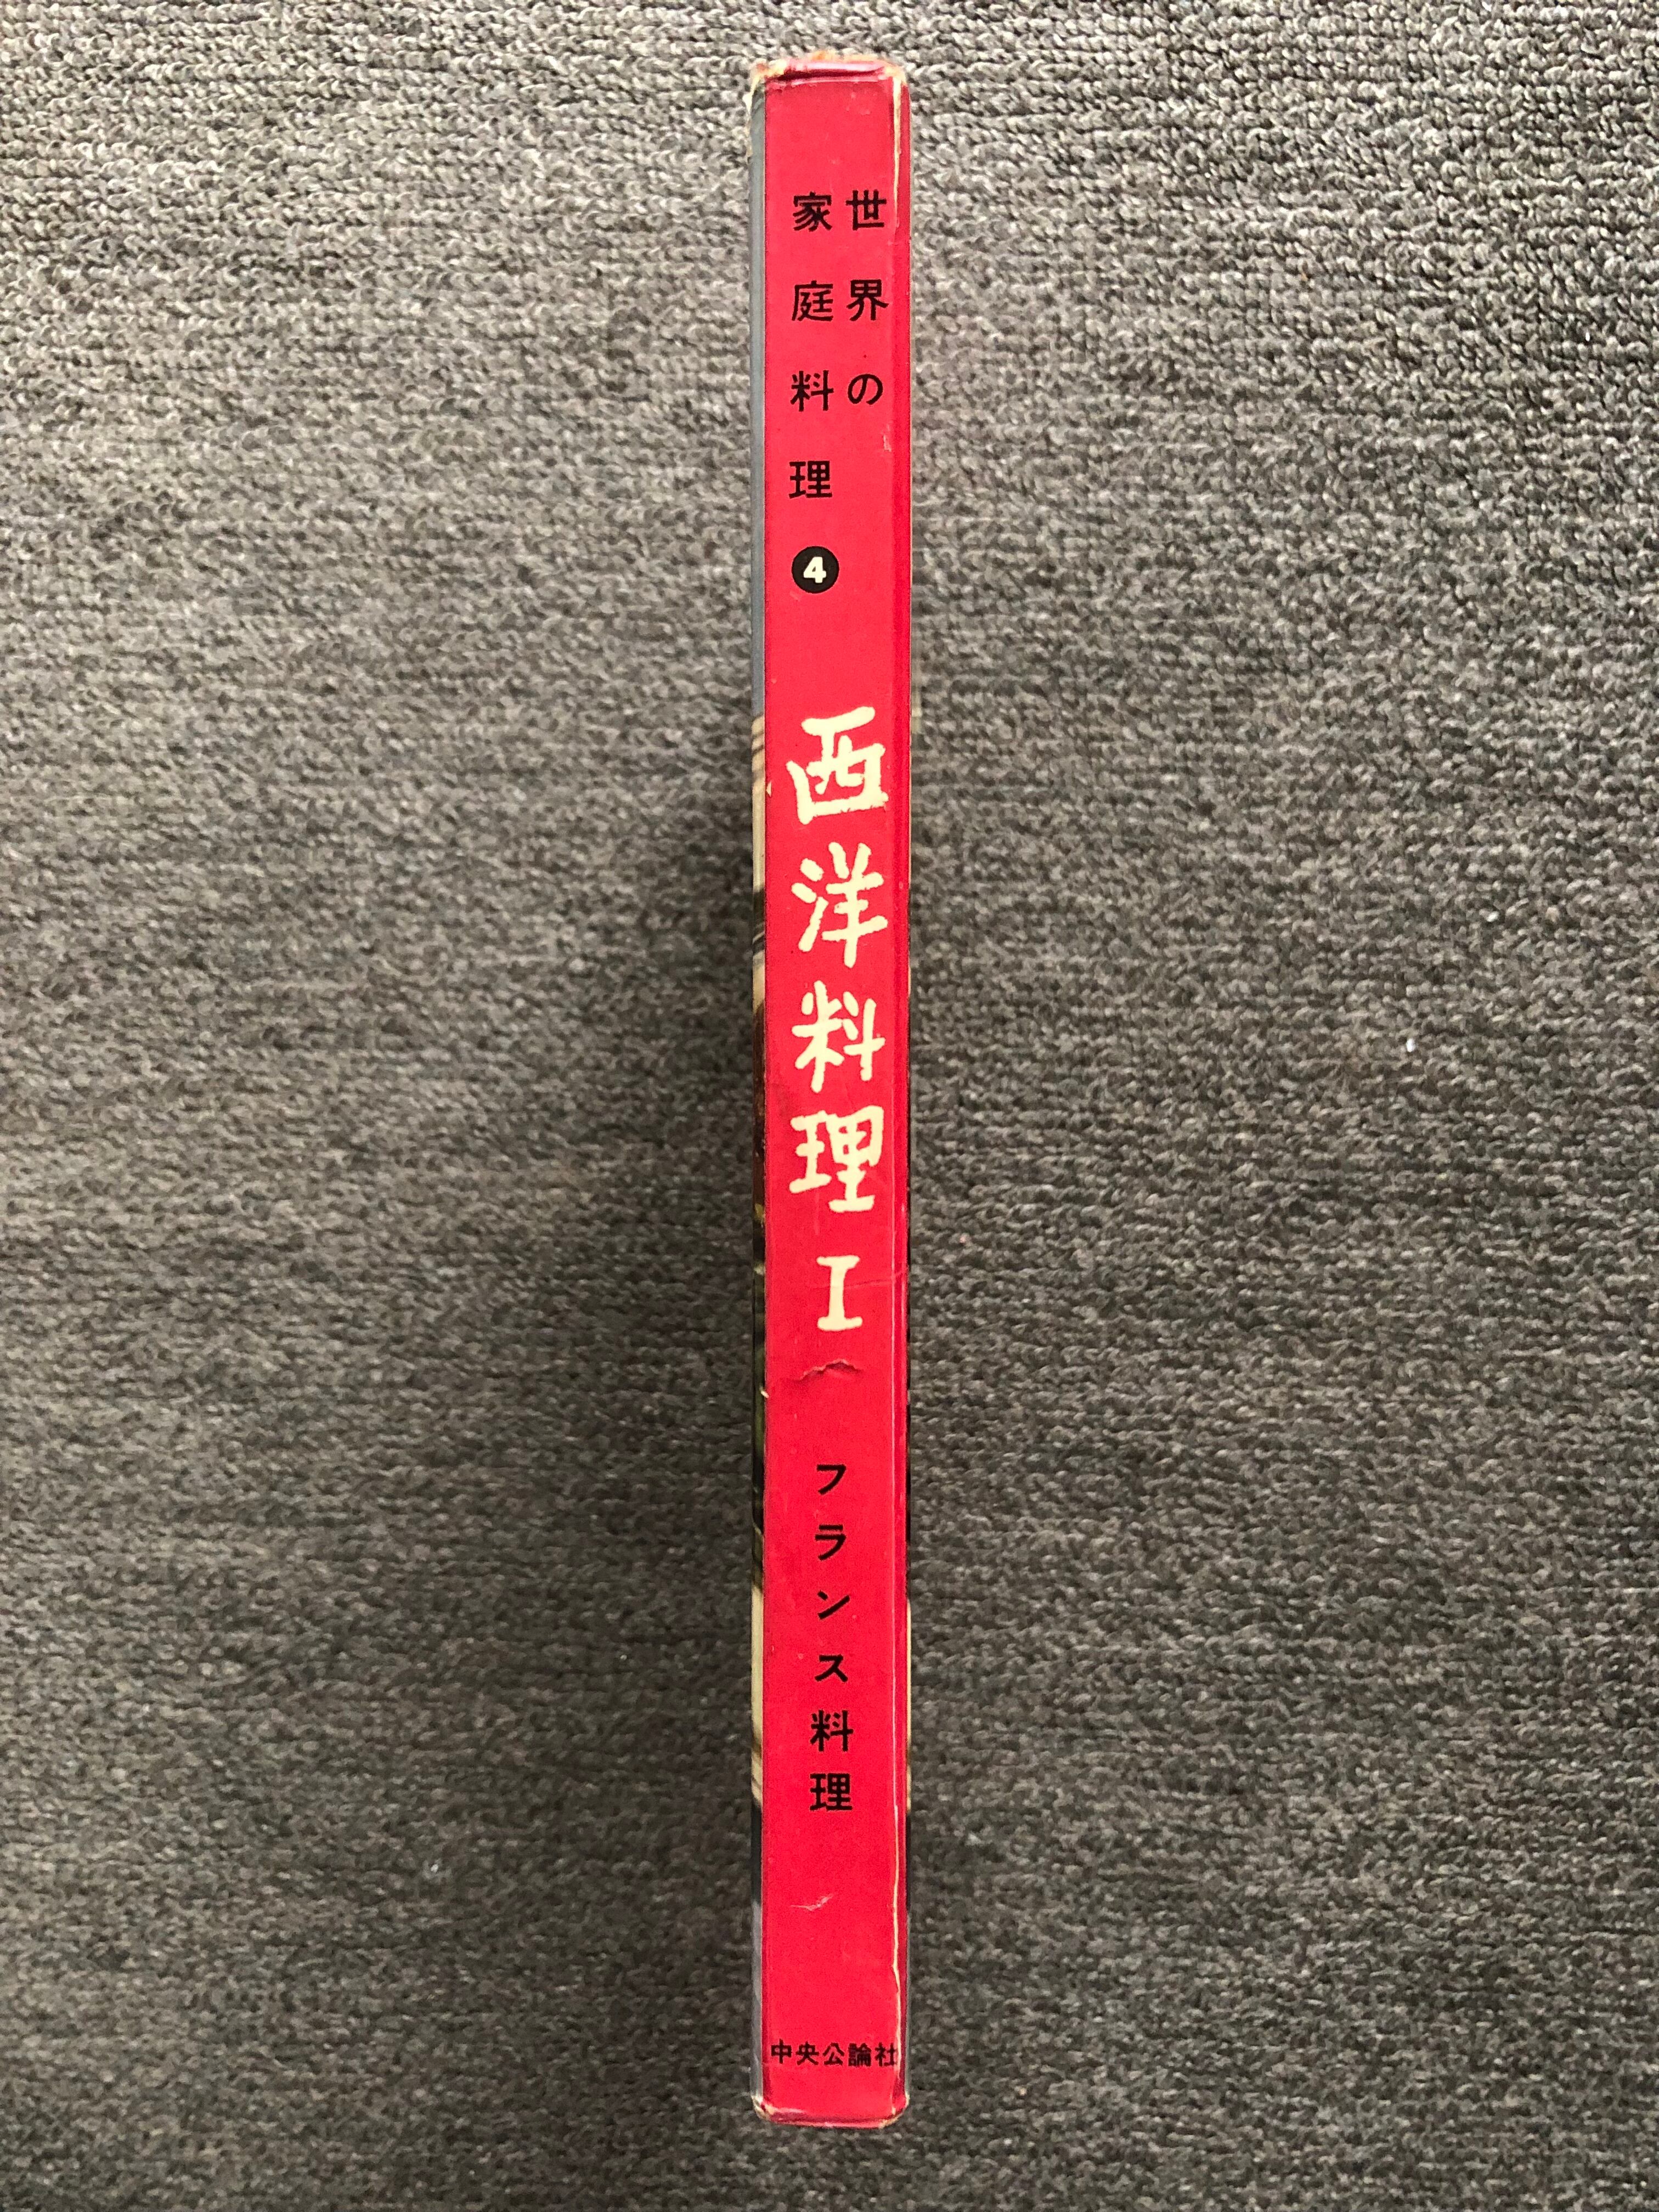 世界の
家庭料理 4
西洋料理 I
フランス料理
中央公論社